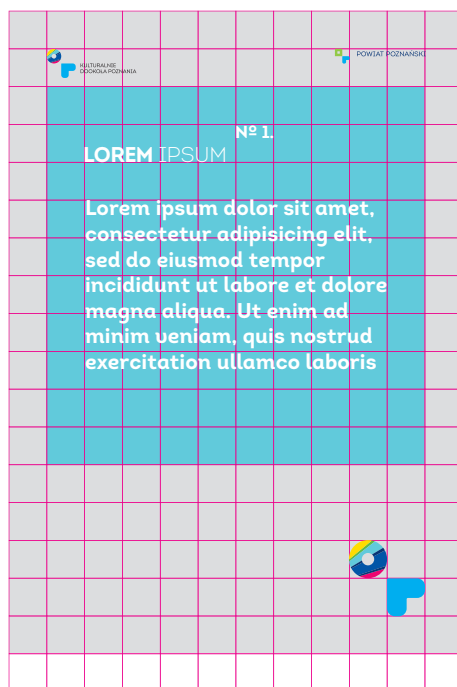 KULTURALNIE
DOOKOŁA POZNANIA
POWIAT POZNAŃSKI
Nº 1.
LOREM IPSUM
Lorem ipsum dolor sit amet,
consectetur adipisicing elit,
sed do eiusmod tempor
incididunt ut labore et dolore
magna aliqua. Ut enim ad
minim veniam, quis nostrud
exercitation ullamco laboris